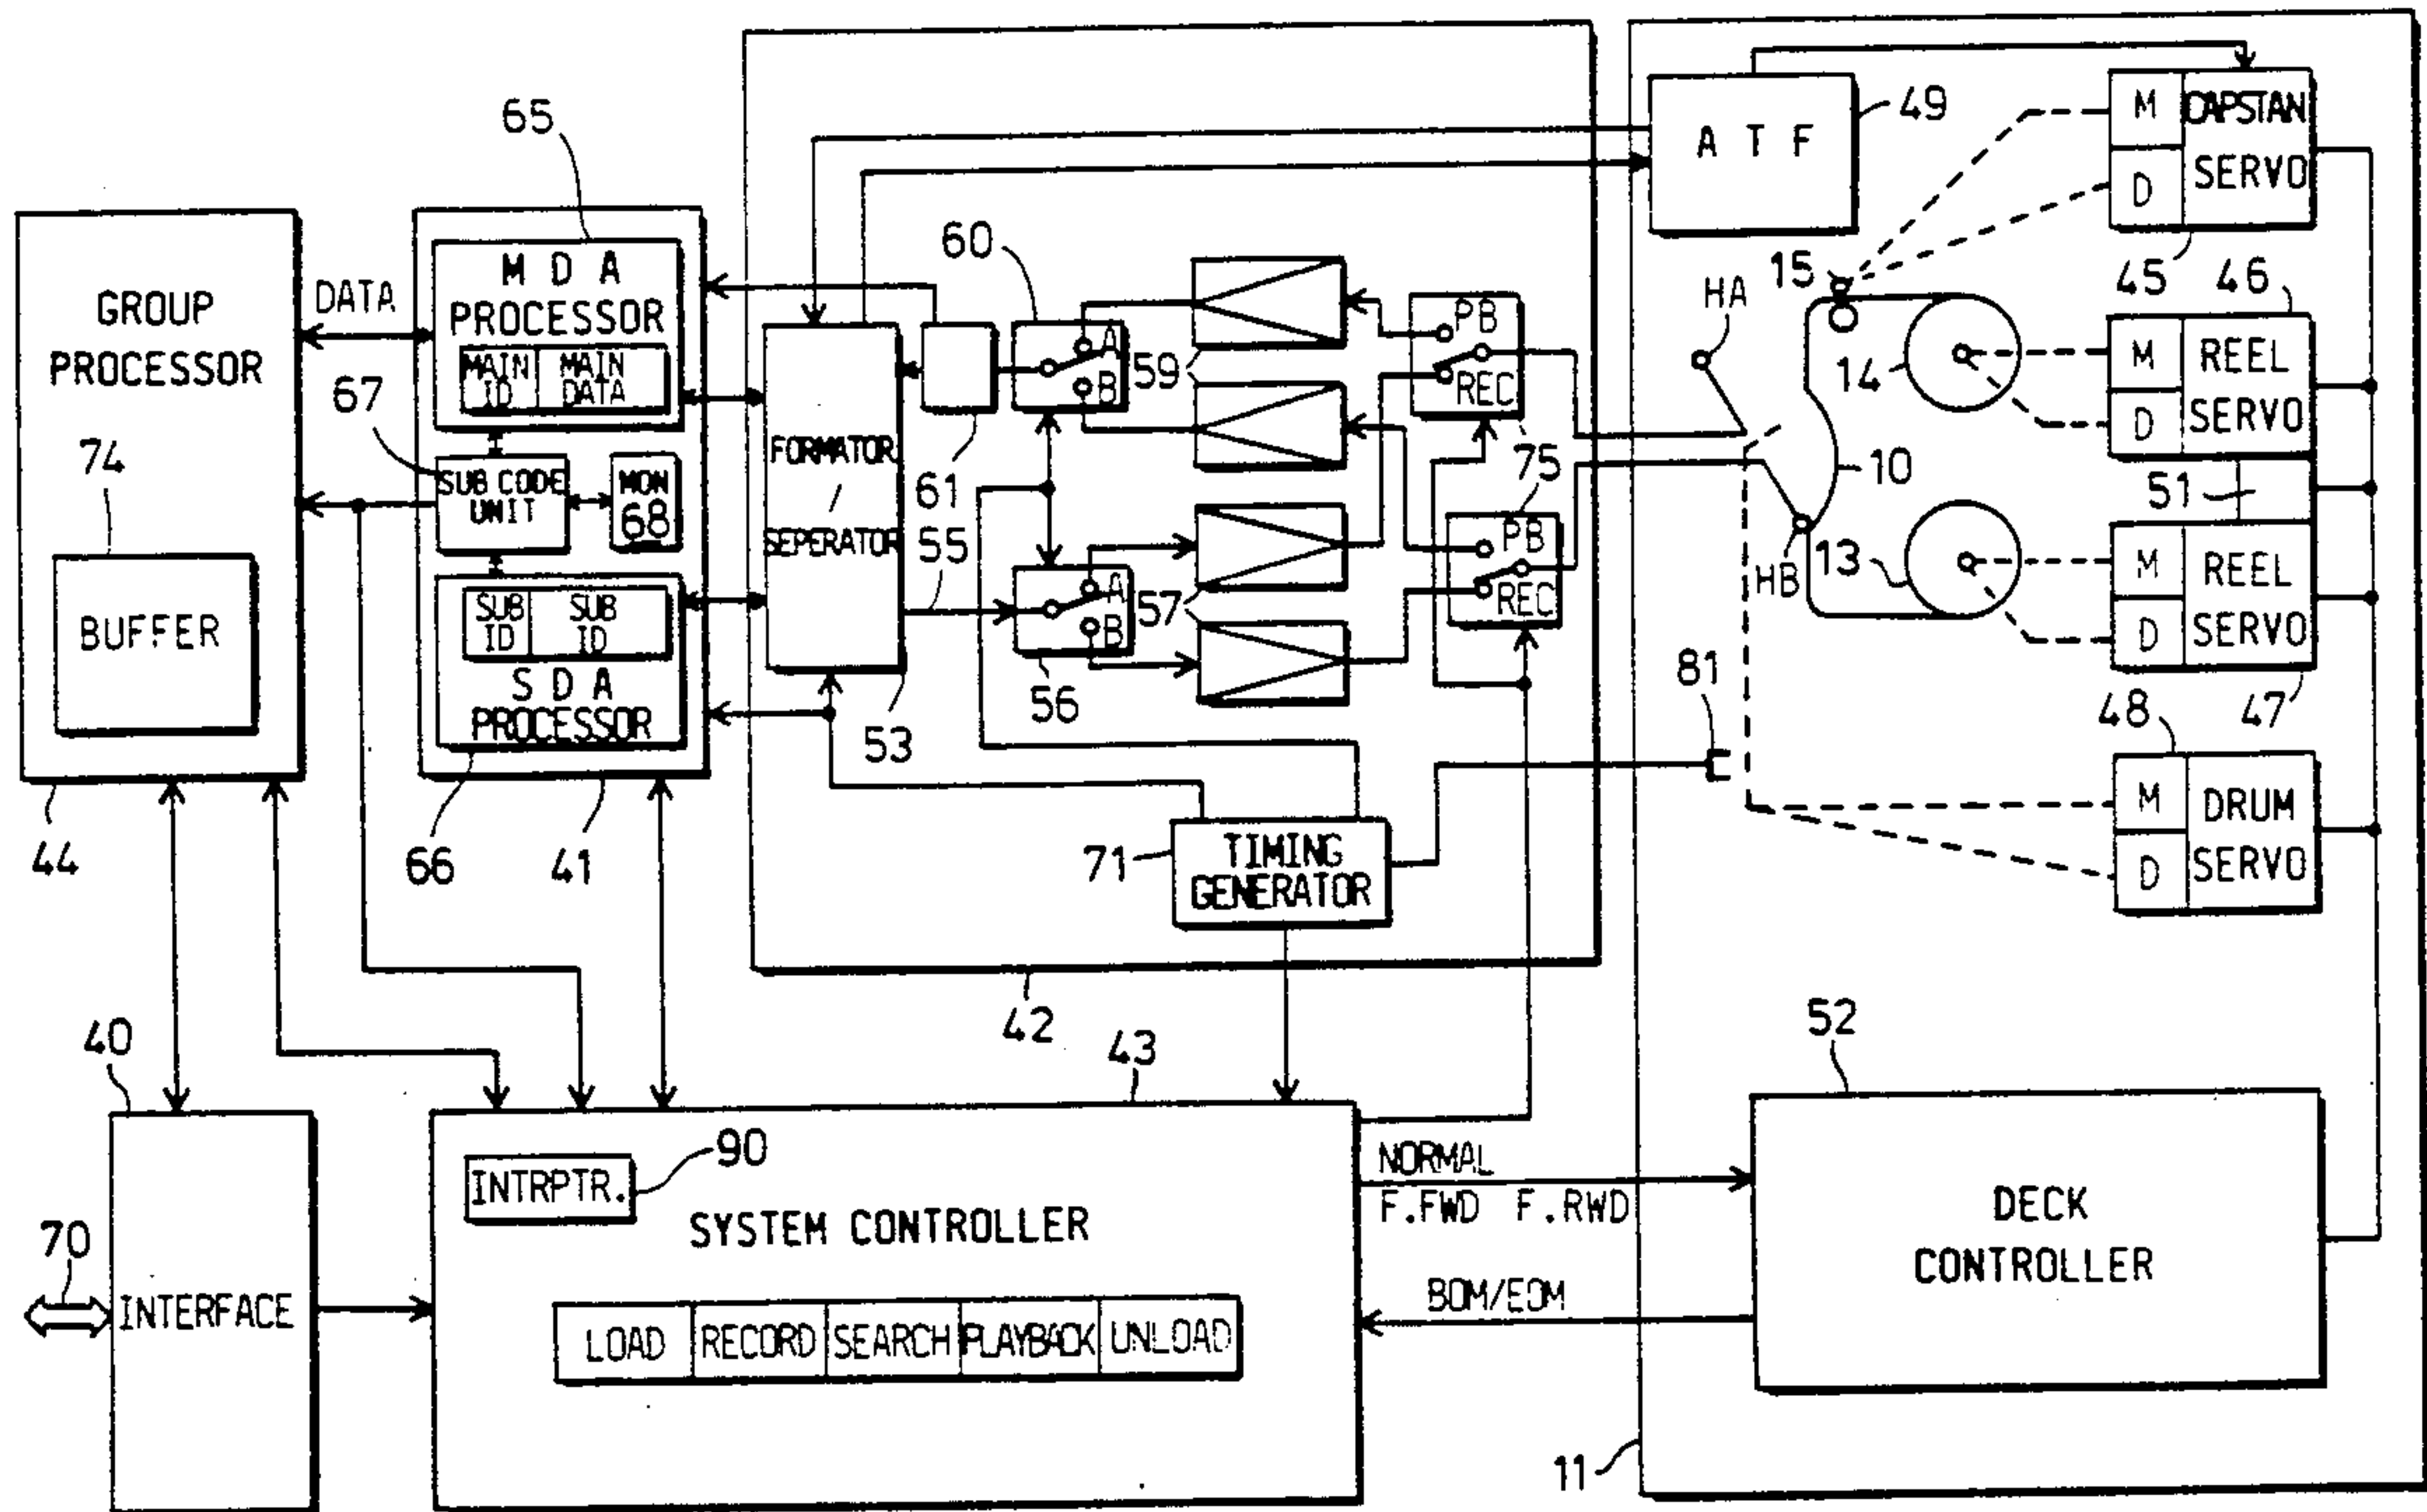 65
49
A T F
M
D
CAPSTAN
SERVO
45
GROUP
PROCESSOR
DATA
M D A
PROCESSOR
MAIN
ID
MAIN
DATA
67
SUB CODE
UNIT
MON
68
SUB
ID
SUB
ID
S D A
PROCESSOR
74
BUFFER
FORMATOR
/
SEPERATOR
60
A
B
61
59
55
A
B
56
57
53
PB
REC
75
75
PB
REC
HA
HB
15
14
10
13
46
M
D
REEL
SERVO
51
M
D
REEL
SERVO
47
81
48
M
D
DRUM
SERVO
44
66
41
71
TIMING
GENERATOR
42
40
43
52
90
INTRPTR.
SYSTEM CONTROLLER
NORMAL
F.FWD F.RWD
BOM/EOM
DECK
CONTROLLER
70
INTERFACE
LOAD
RECORD
SEARCH
PLAYBACK
UNLOAD
11